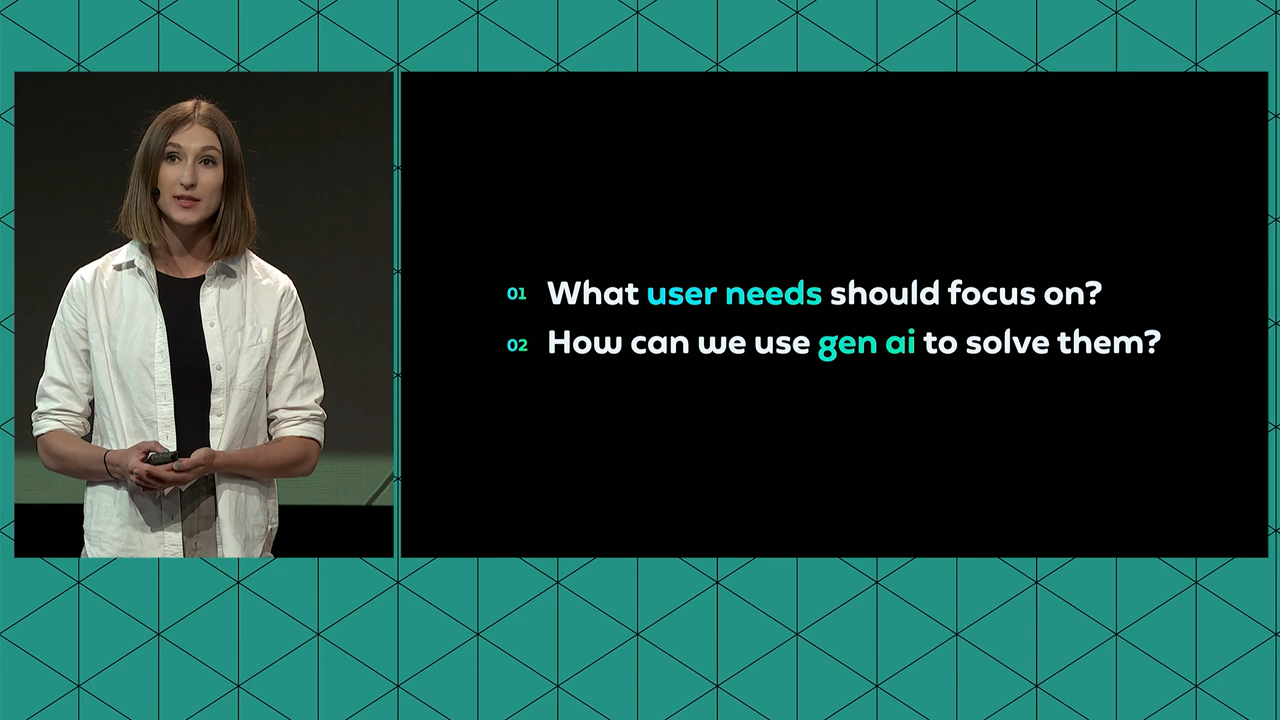 01 What user needs should focus on?
02 How can we use gen ai to solve them?